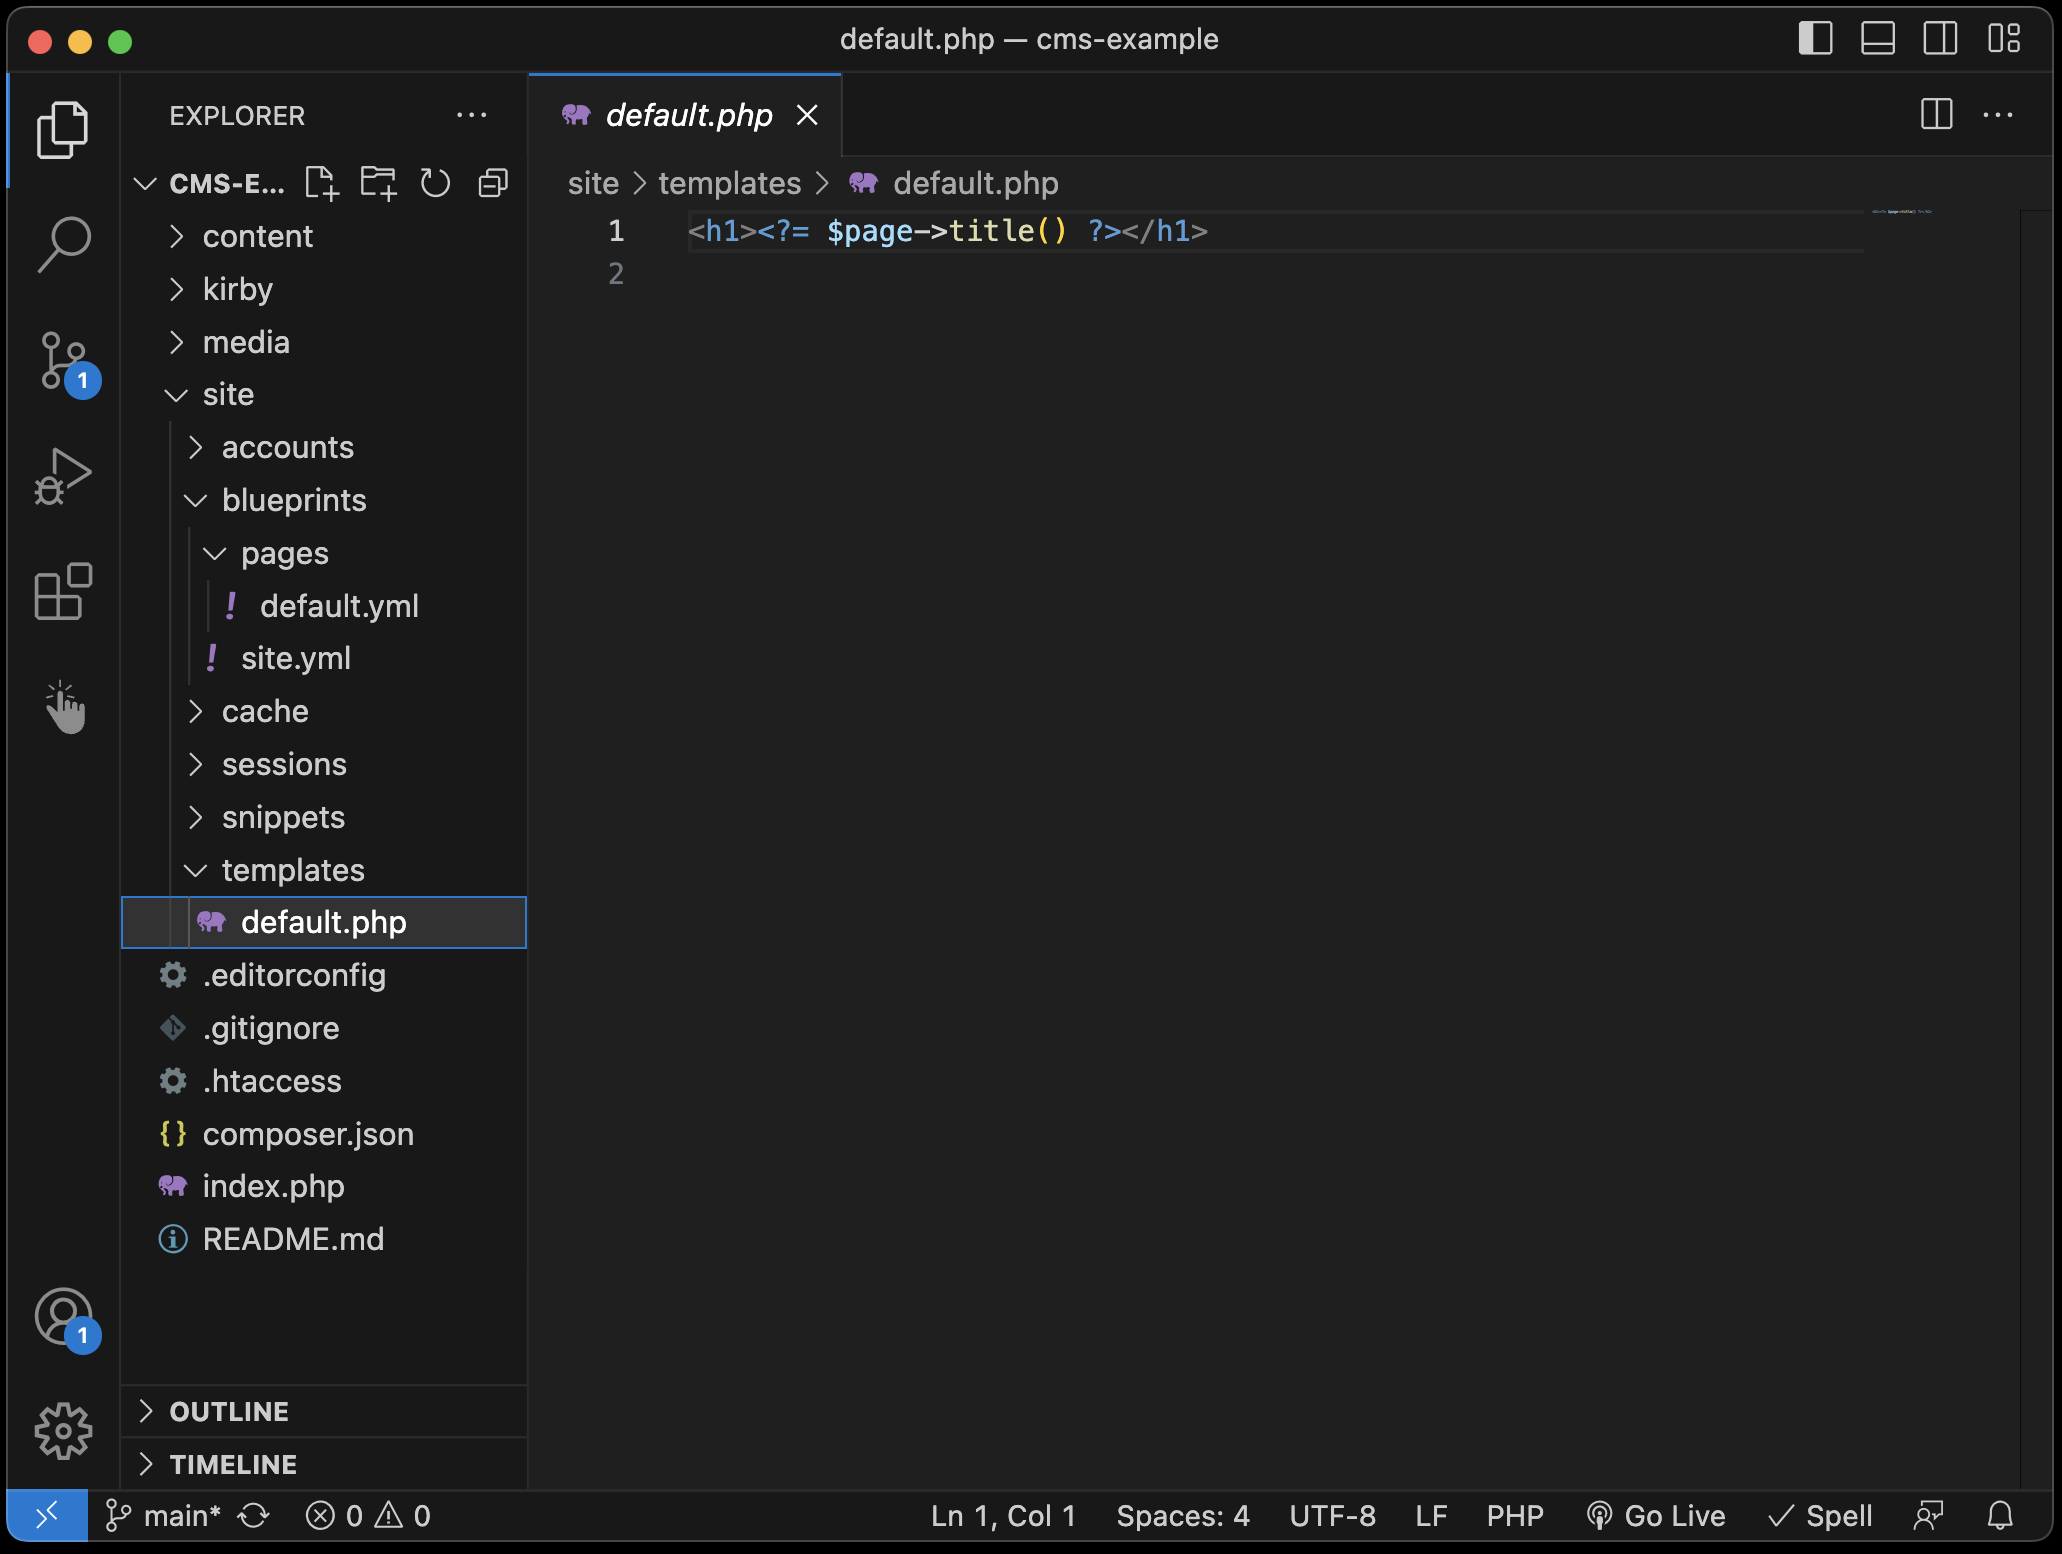 default.php — cms-example
EXPLORER
CMS-E...
content
kirby
media
site
accounts
blueprints
pages
default.yml
site.yml
cache
sessions
snippets
templates
default.php
.editorconfig
.gitignore
.htaccess
composer.json
index.php
README.md
OUTLINE
TIMELINE
1
1
default.php
site > templates > default.php
1 <h1><?= $page->title() ?></h1>
2
main* 0 0
Ln 1, Col 1 Spaces: 4 UTF-8 LF PHP Go Live Spell